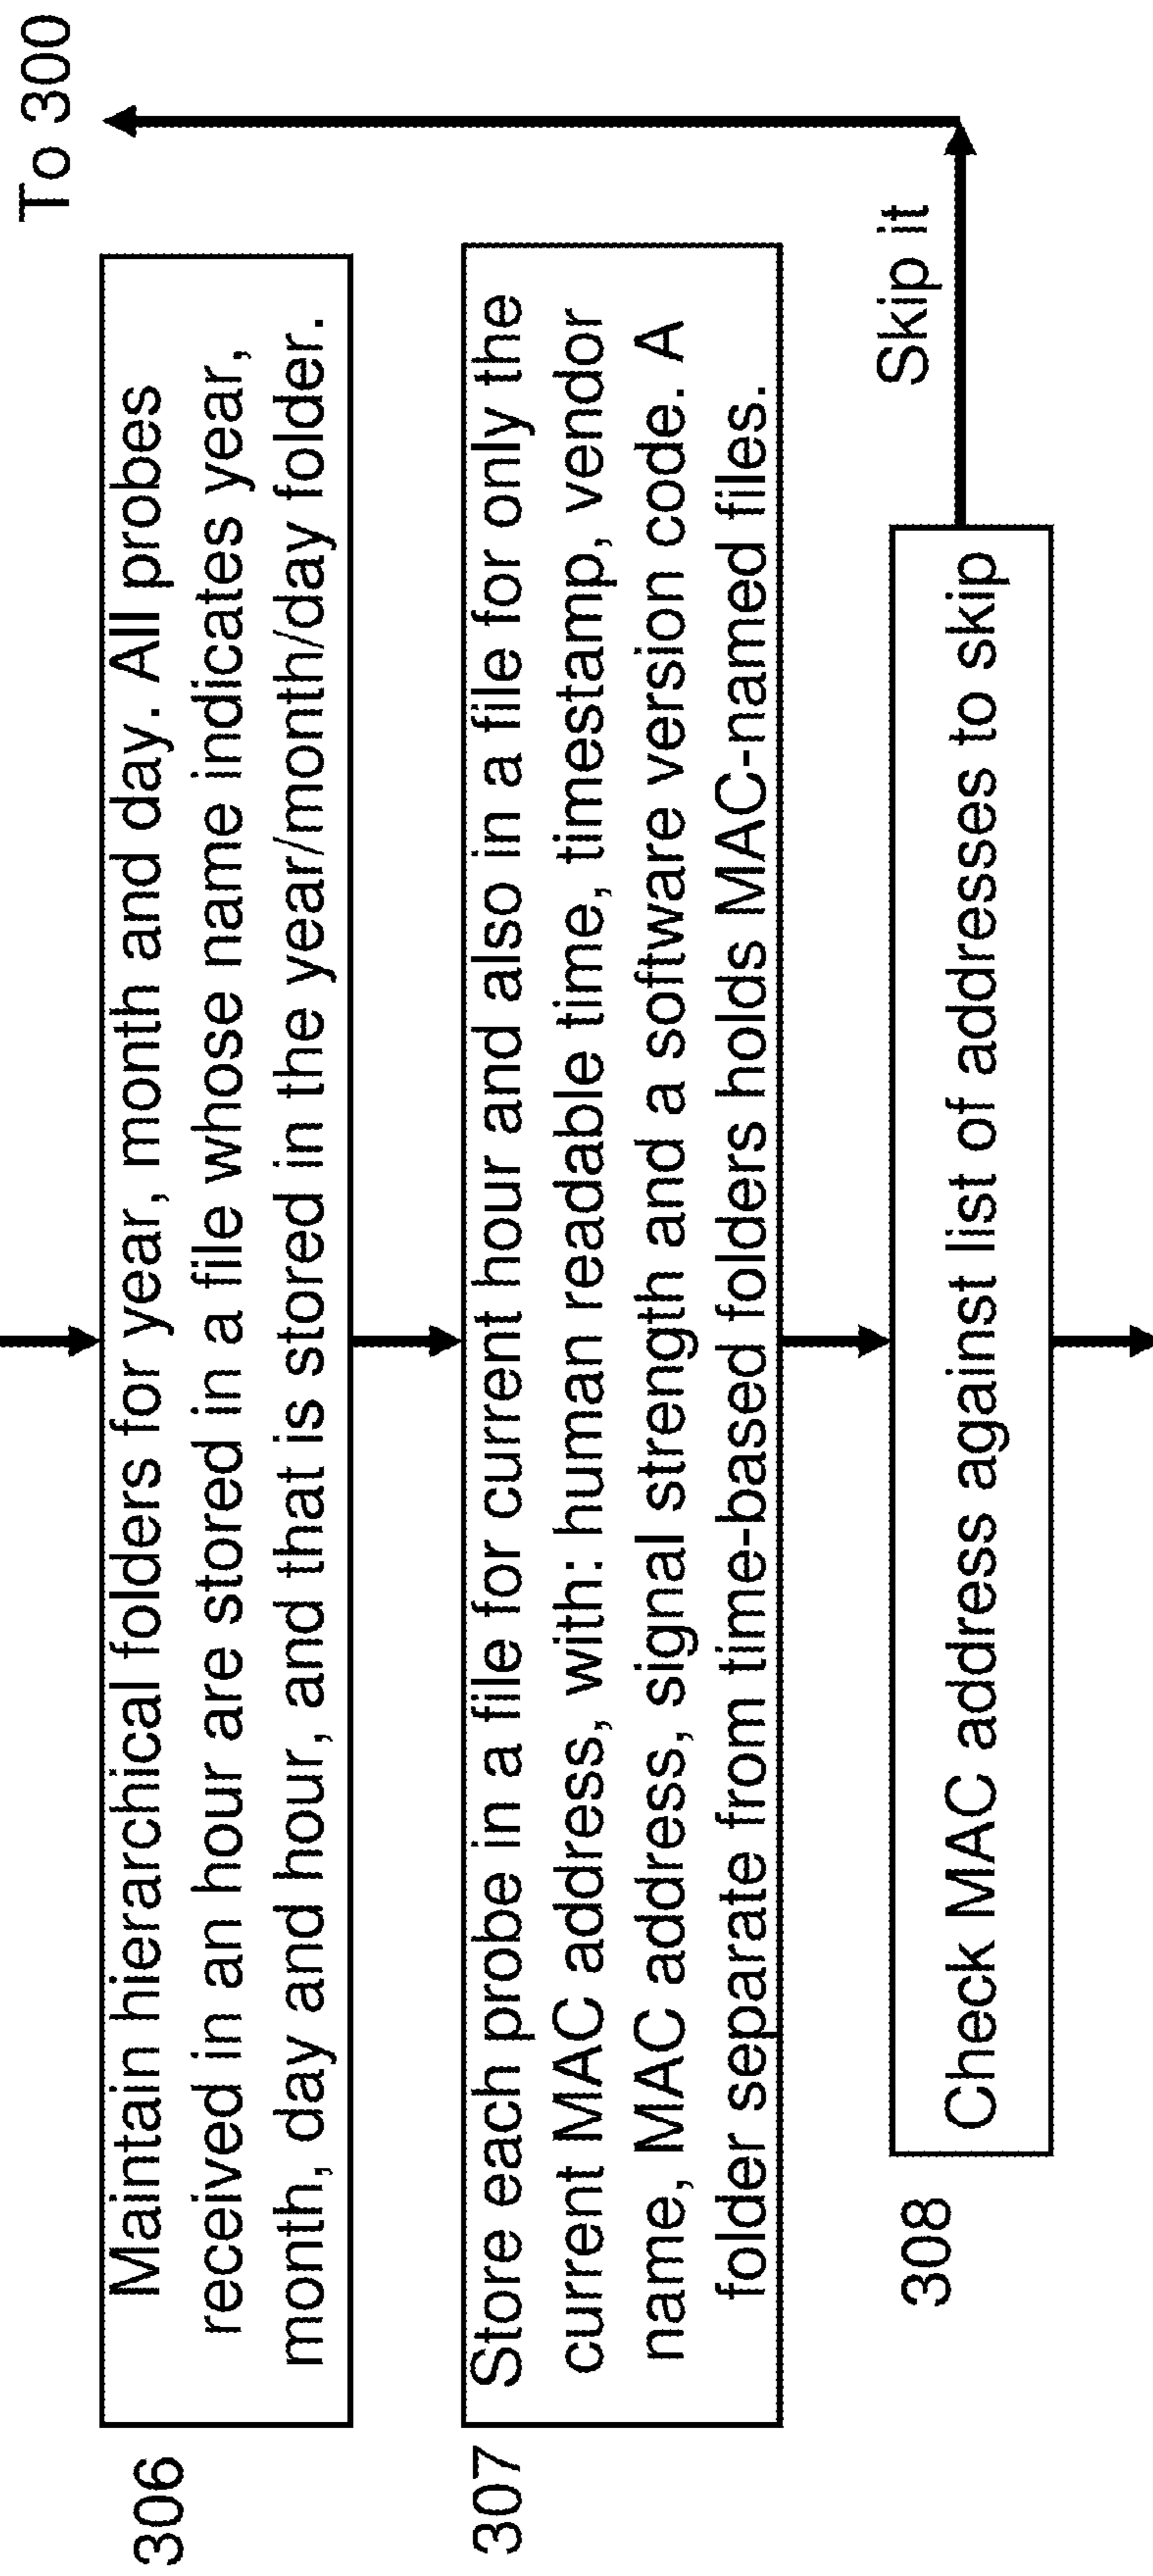 To 300
306
Maintain hierarchical folders for year, month and day. All probes
received in an hour are stored in a file whose name indicates year,
month, day and hour, and that is stored in the year/month/day folder.
307
Store each probe in a file for current hour and also in a file for only the
current MAC address, with: human readable time, timestamp, vendor
name, MAC address, signal strength and a software version code. A
folder separate from time-based folders holds MAC-named files.
Skip it
308
Check MAC address against list of addresses to skip